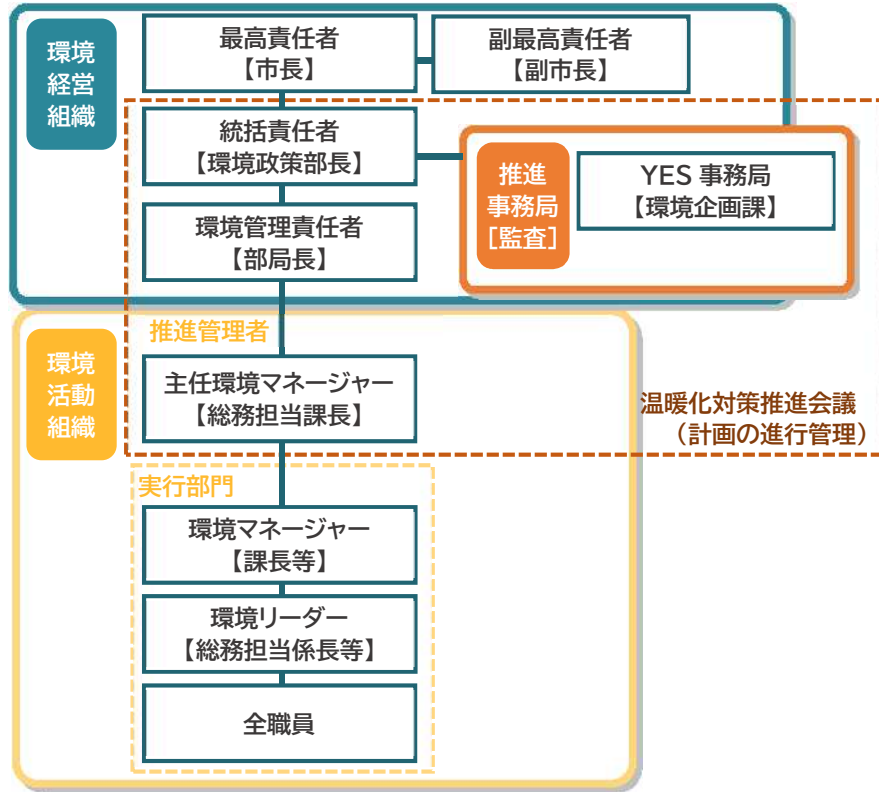 環境
経営
組織
最高責任者
【市長】
副最高責任者
【副市長】
統括責任者
【環境政策部長】
推進
事務局
［監査］
YES 事務局
【環境企画課】
環境管理責任者
【部局長】
環境
活動
組織
推進管理者
主任環境マネージャー
【総務担当課長】
温暖化対策推進会議
（計画の進行管理）
実行部門
環境マネージャー
【課長等】
環境リーダー
【総務担当係長等】
全職員